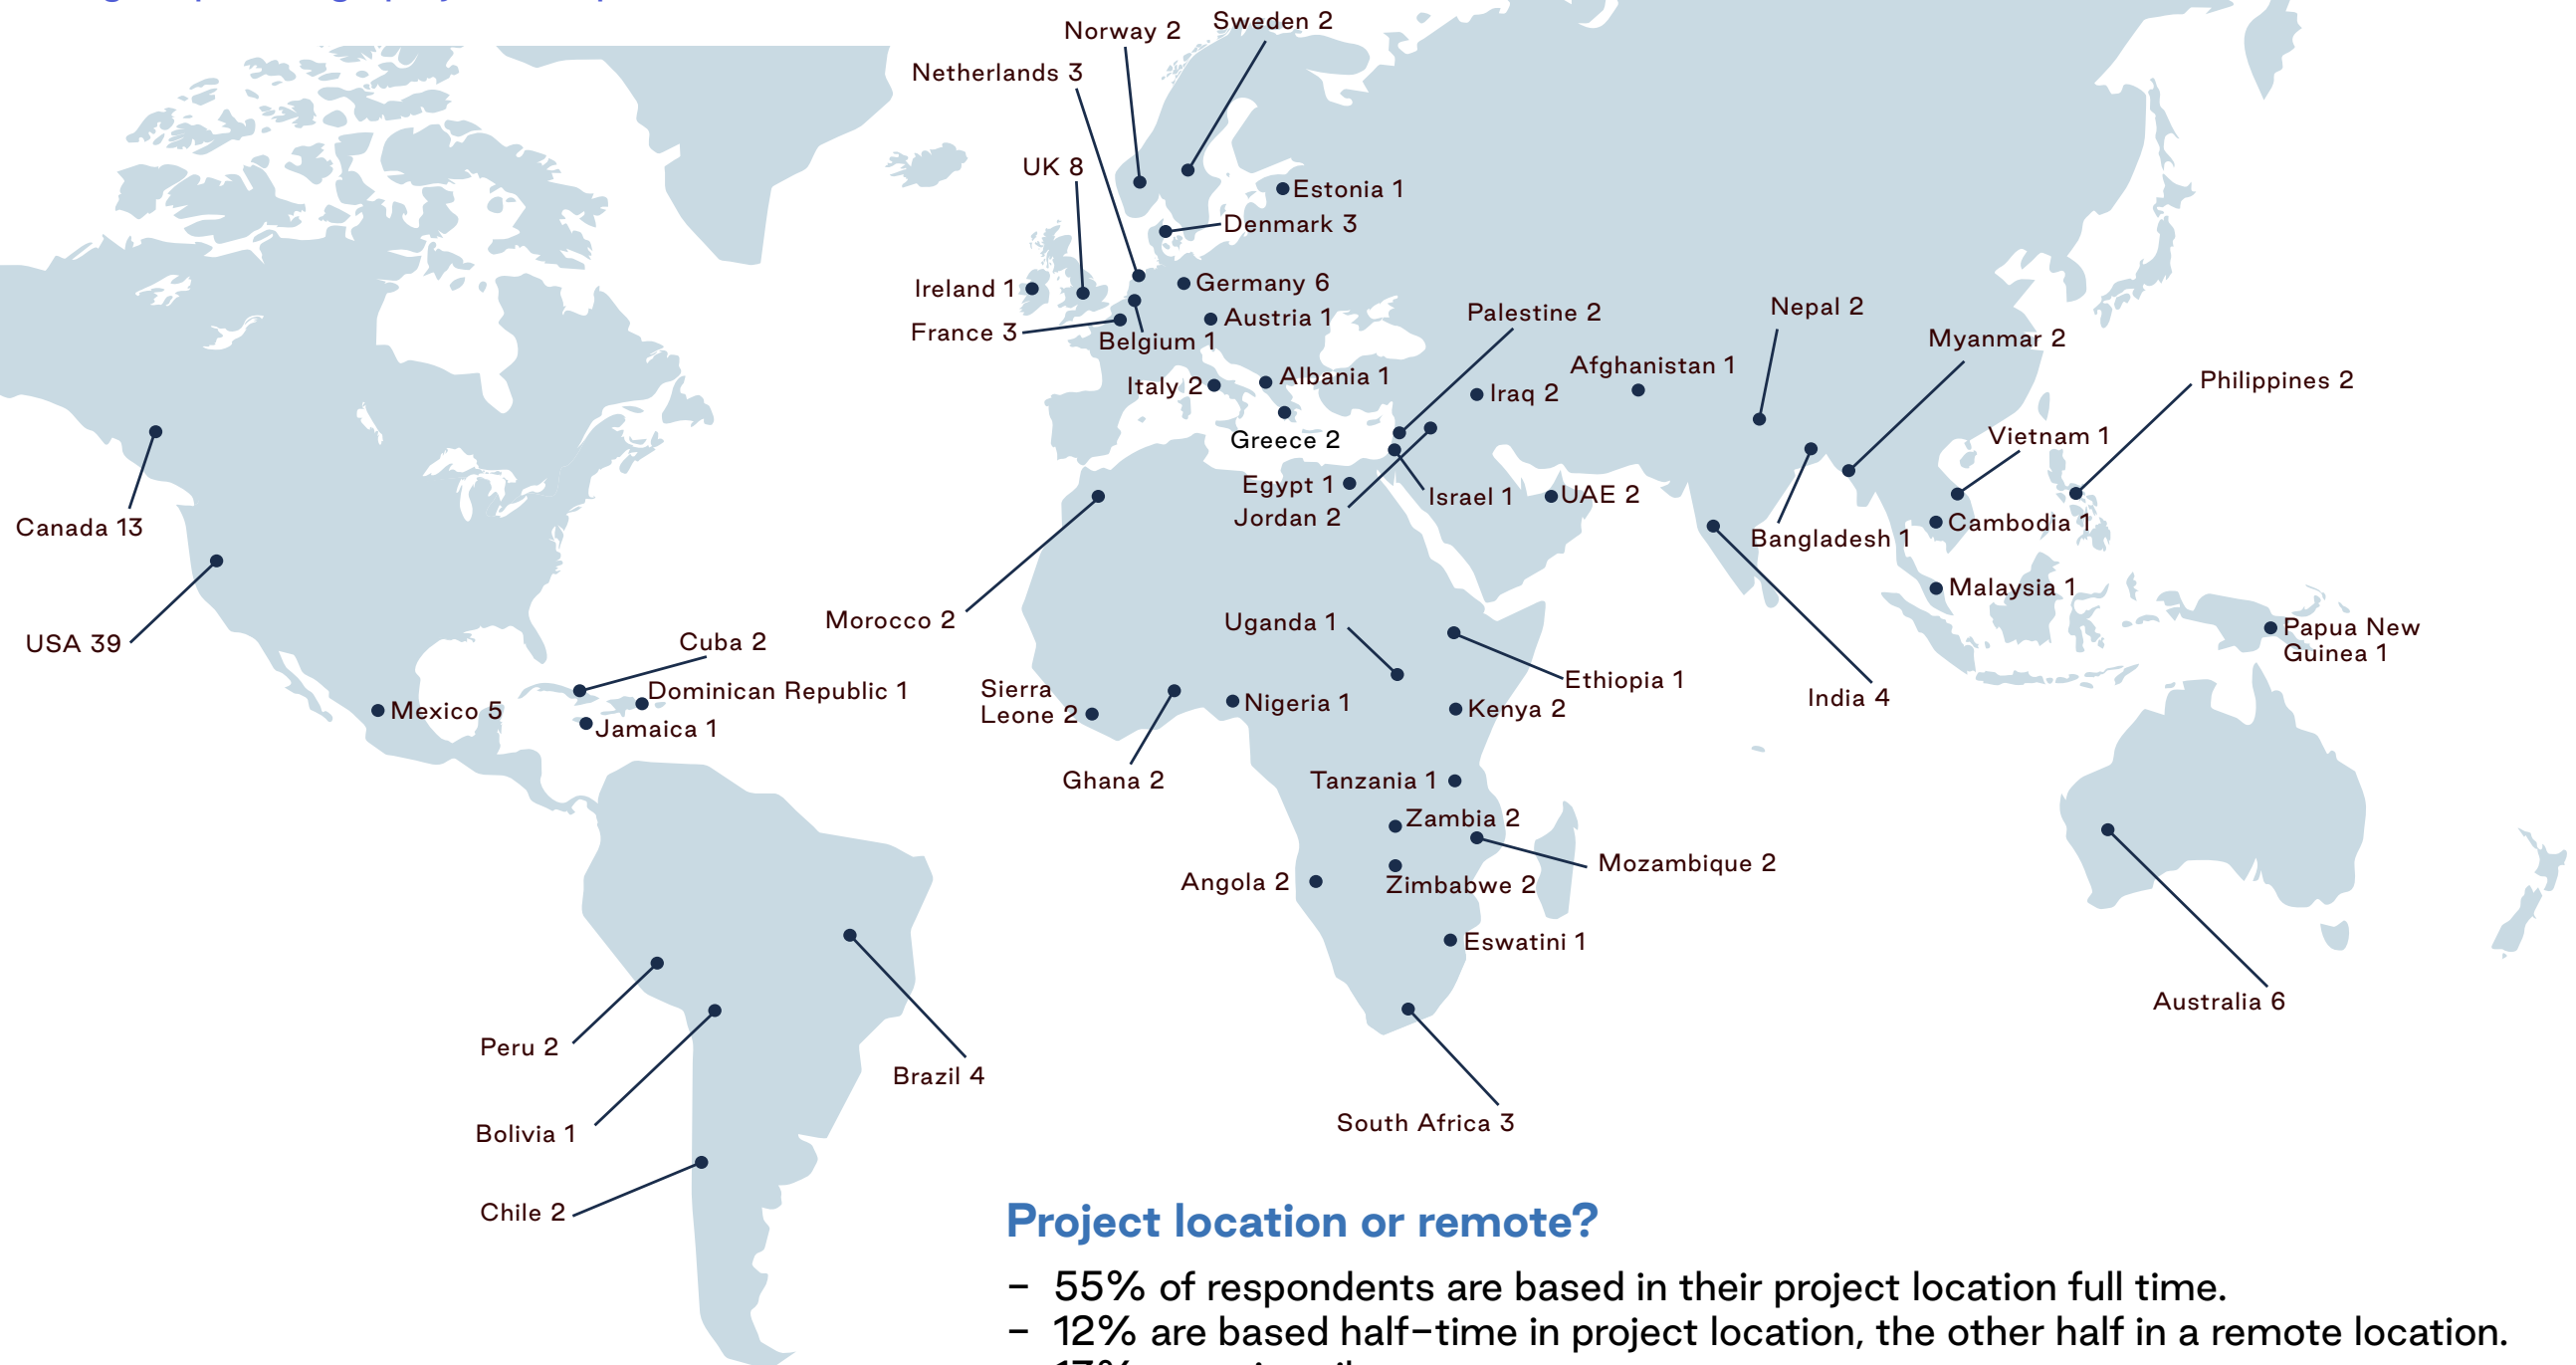 Norway 2
Sweden 2
Netherlands 3
UK 8
Estonia 1
Denmark 3
Ireland 1
Germany 6
France 3
Austria 1
Belgium 1
Palestine 2
Nepal 2
Myanmar 2
Italy 2
Albania 1
Iraq 2
Afghanistan 1
Philippines 2
Greece 2
Vietnam 1
Egypt 1
Jordan 2
Israel 1
UAE 2
Canada 13
Bangladesh 1
Cambodia 1
Malaysia 1
USA 39
Cuba 2
Morocco 2
Uganda 1
Papua New
Guinea 1
Mexico 5
Dominican Republic 1
Jamaica 1
Sierra
Leone 2
Nigeria 1
Ethiopia 1
Kenya 2
India 4
Ghana 2
Tanzania 1
Zambia 2
Mozambique 2
Angola 2
Zimbabwe 2
Eswatini 1
Australia 6
Peru 2
Brazil 4
Bolivia 1
South Africa 3
Chile 2
Project location or remote?
– 55% of respondents are based in their project location full time.
– 12% are based half-time in project location, the other half in a remote location.